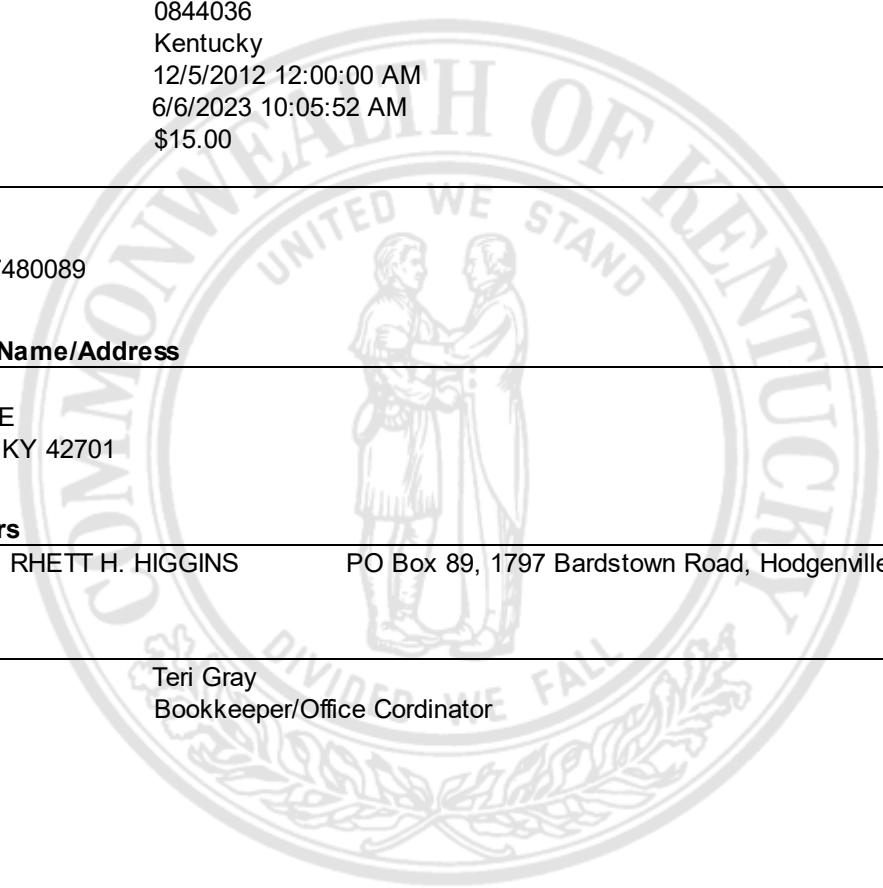 0844036
Kentucky
12/5/2012 12:00:00 AM
6/6/2023 10:05:52 AM
$15.00
COMMONWEALTH OF KENTUCKY
UNITED WE STAND
7480089
Name/Address
E
KY 42701
rs
RHETT H. HIGGINS PO Box 89, 1797 Bardstown Road, Hodgenville
DIVIDED WE FALL
Teri Gray
Bookkeeper/Office Cordinator